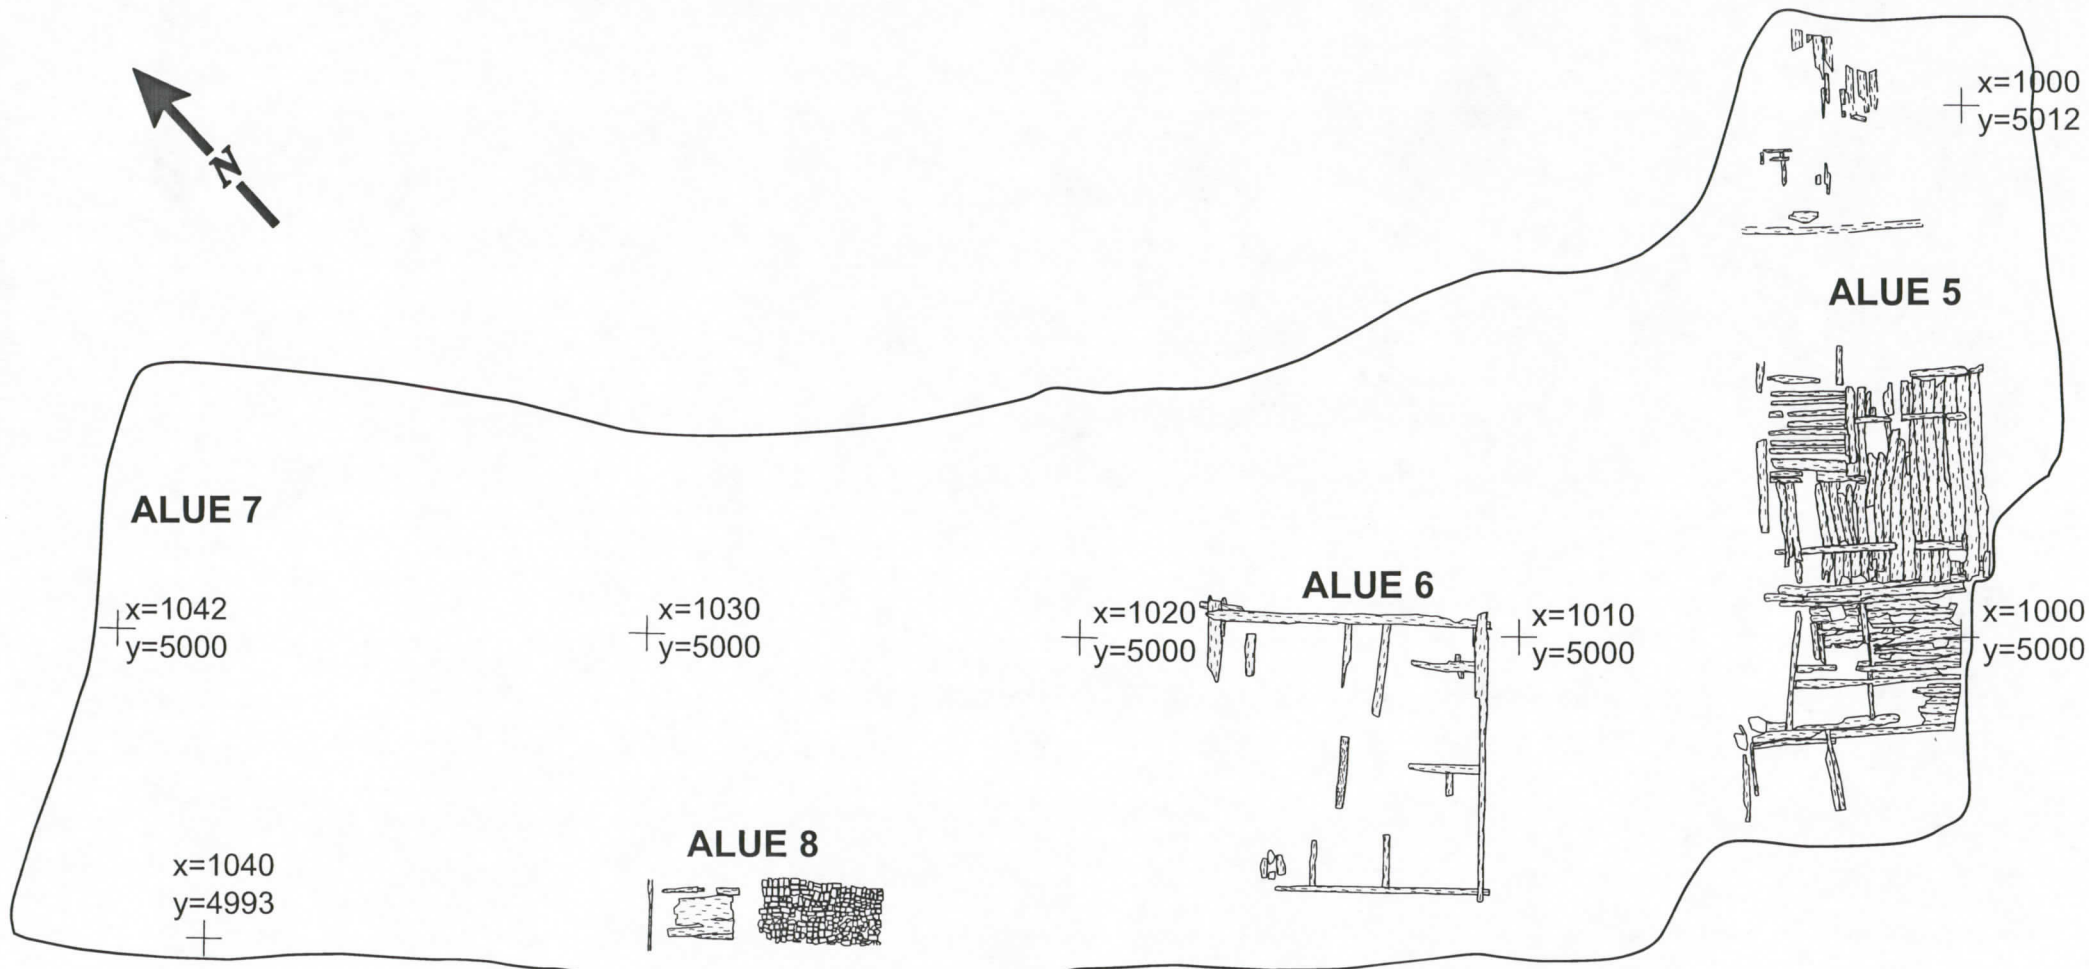 N
x=1000
y=5012
ALUE 5
ALUE 7
x=1042
y=5000
x=1030
y=5000
x=1020
y=5000
ALUE 6
x=1010
y=5000
x=1000
y=5000
ALUE 8
x=1040
y=4993